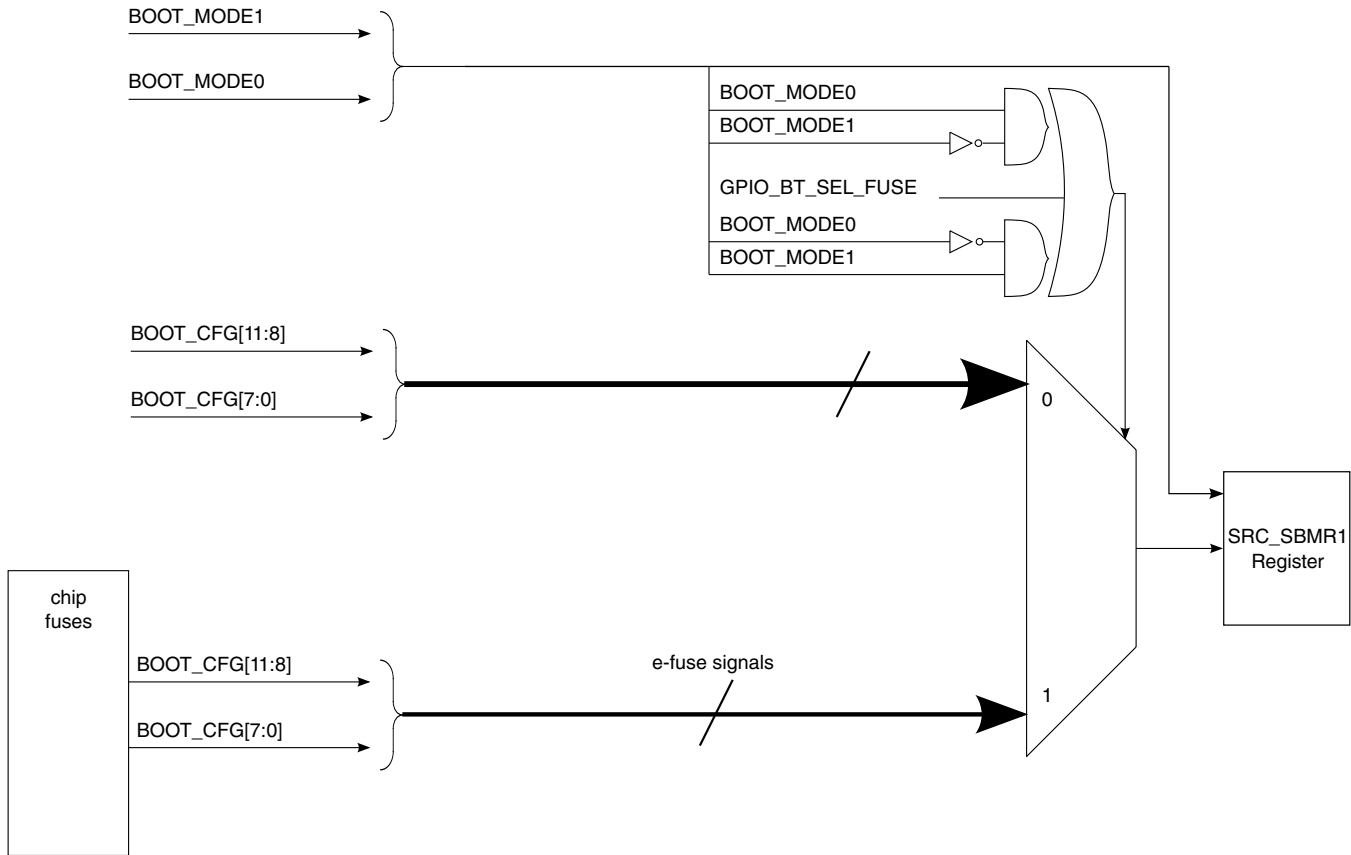 BOOT_MODE1
BOOT_MODE0
BOOT_MODE0
BOOT_MODE1
GPIO_BT_SEL_FUSE
BOOT_MODE0
BOOT_MODE1
BOOT_CFG[11:8]
BOOT_CFG[7:0]
0
SRC_SBMR1
Register
chip
fuses
BOOT_CFG[11:8]
BOOT_CFG[7:0]
e-fuse signals
1